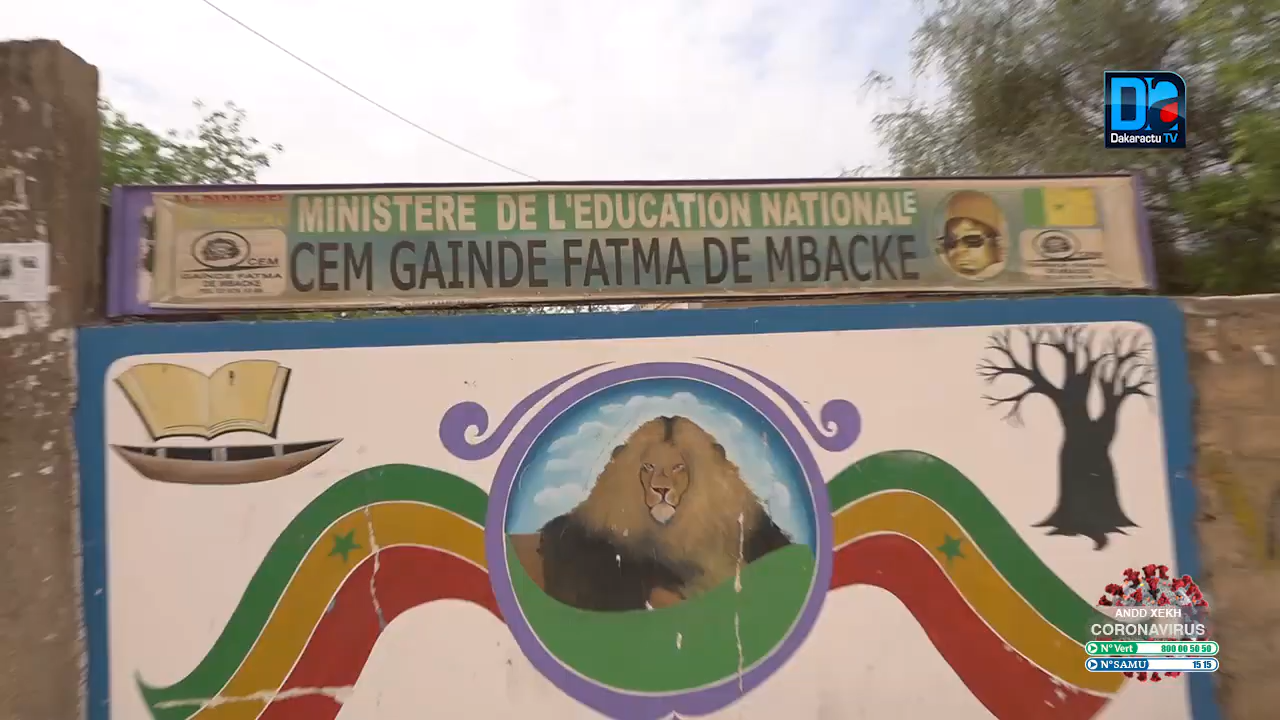 Dakaractu TV
MINISTERE DE L'EDUCATION NATIONALE
CEM GAINDE FATMA DE MBACKE
CEM
GAINDE FATMA
DE MBACKE
ANDD XEKH
CORONAVIRUS
N° Vert 800 00 50 50
N° SAMU 15 15